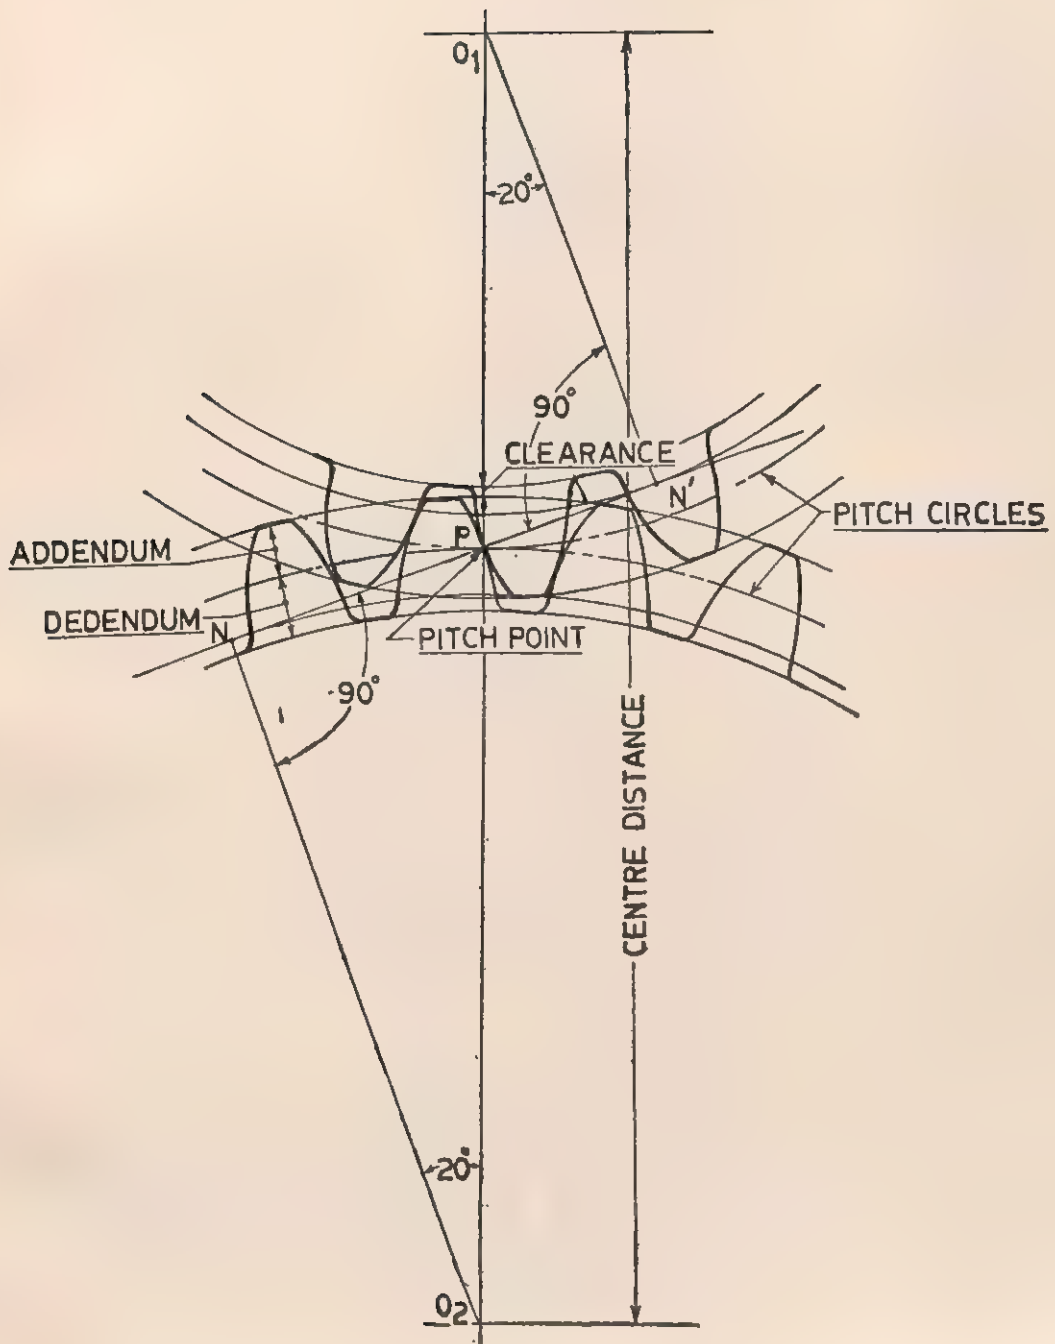 O1
20°
90°
CLEARANCE
N'
P
PITCH CIRCLES
ADDENDUM
DEDENDUM
N
PITCH POINT
90°
CENTRE DISTANCE
20°
O2